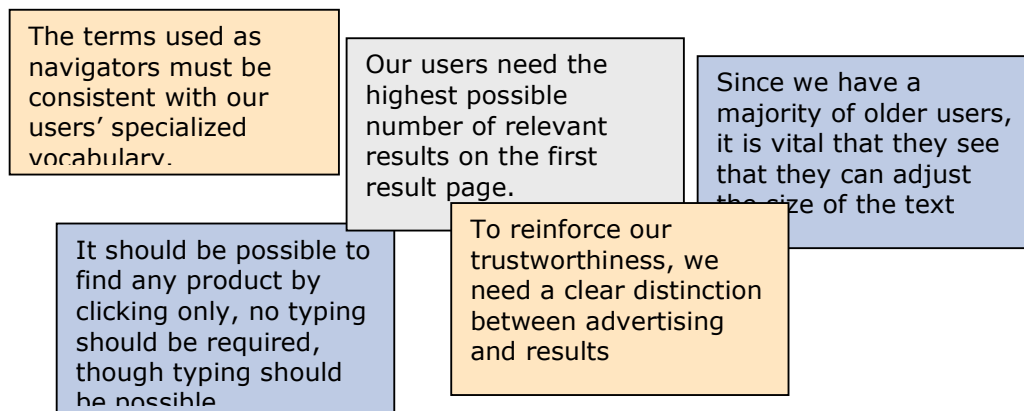 The terms used as
navigators must be
consistent with our
users’ specialized
vocabulary.
Our users need the
highest possible
number of relevant
results on the first
result page.
Since we have a
majority of older users,
it is vital that they see
that they can adjust
the size of the text
It should be possible to
find any product by
clicking only, no typing
should be required,
though typing should
be possible
To reinforce our
trustworthiness, we
need a clear distinction
between advertising
and results